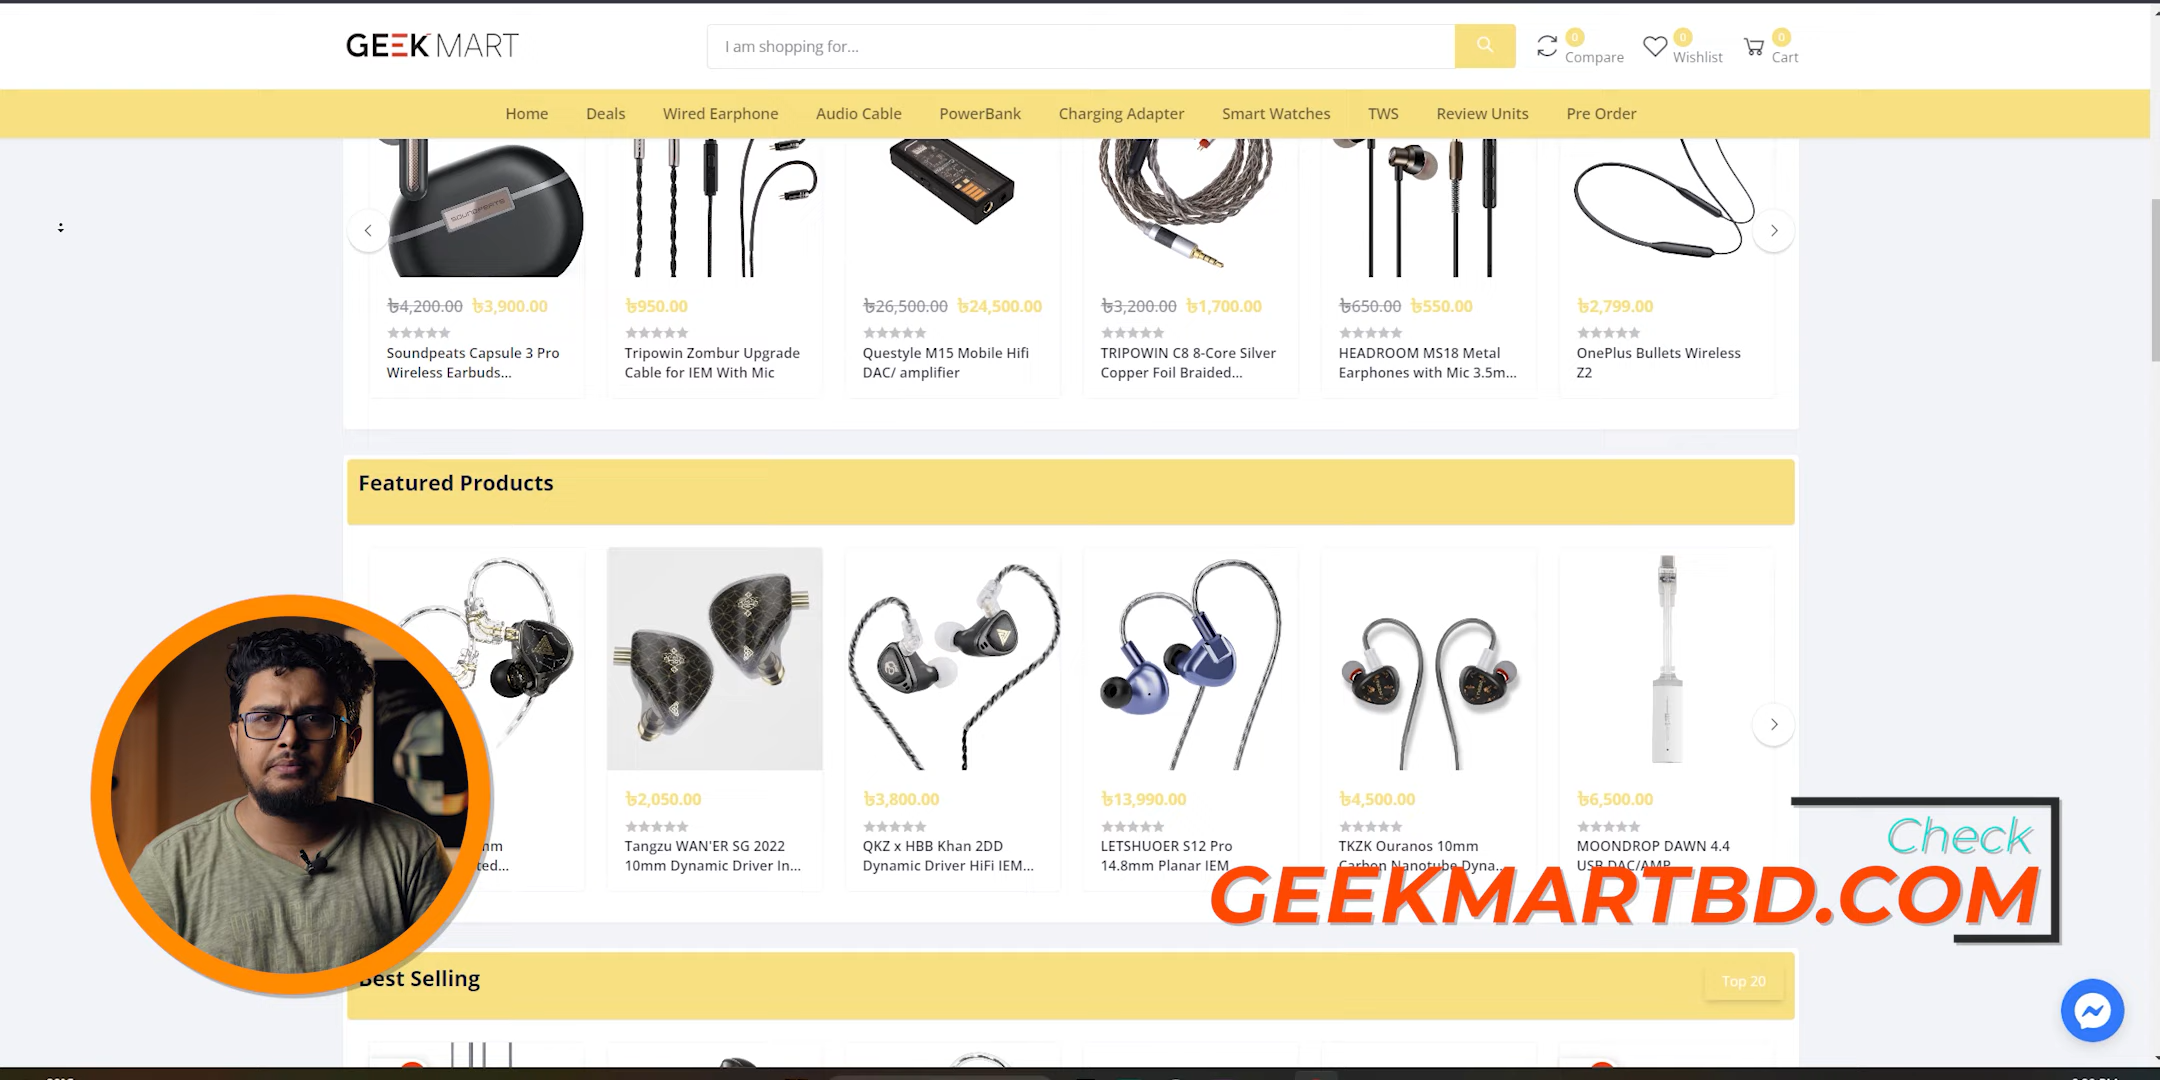 GEEK MART
I am shopping for...
0
Compare
0
Wishlist
0
Cart
Home Deals Wired Earphone Audio Cable PowerBank Charging Adapter Smart Watches TWS Review Units Pre Order
SOUNDPEATS
৳4,200.00 ৳3,900.00
Soundpeats Capsule 3 Pro
Wireless Earbuds...
৳950.00
Tripowin Zombur Upgrade
Cable for IEM With Mic
৳26,500.00 ৳24,500.00
Questyle M15 Mobile Hifi
DAC/ amplifier
৳3,200.00 ৳1,700.00
TRIPOWIN C8 8-Core Silver
Copper Foil Braided...
৳650.00 ৳550.00
HEADROOM MS18 Metal
Earphones with Mic 3.5m...
৳2,799.00
OnePlus Bullets Wireless
Z2
Featured Products
৳2,050.00
Tangzu WAN'ER SG 2022
10mm Dynamic Driver In...
৳3,800.00
QKZ x HBB Khan 2DD
Dynamic Driver HiFi IEM...
৳13,990.00
LETSHUOER S12 Pro
14.8mm Planar IEM
৳4,500.00
TKZK Ouranos 10mm
Carbon Nanotube Dyna...
৳6,500.00
MOONDROP DAWN 4.4
USB DAC/AMP
Check
GEEKMARTBD.COM
Best Selling
Top 20